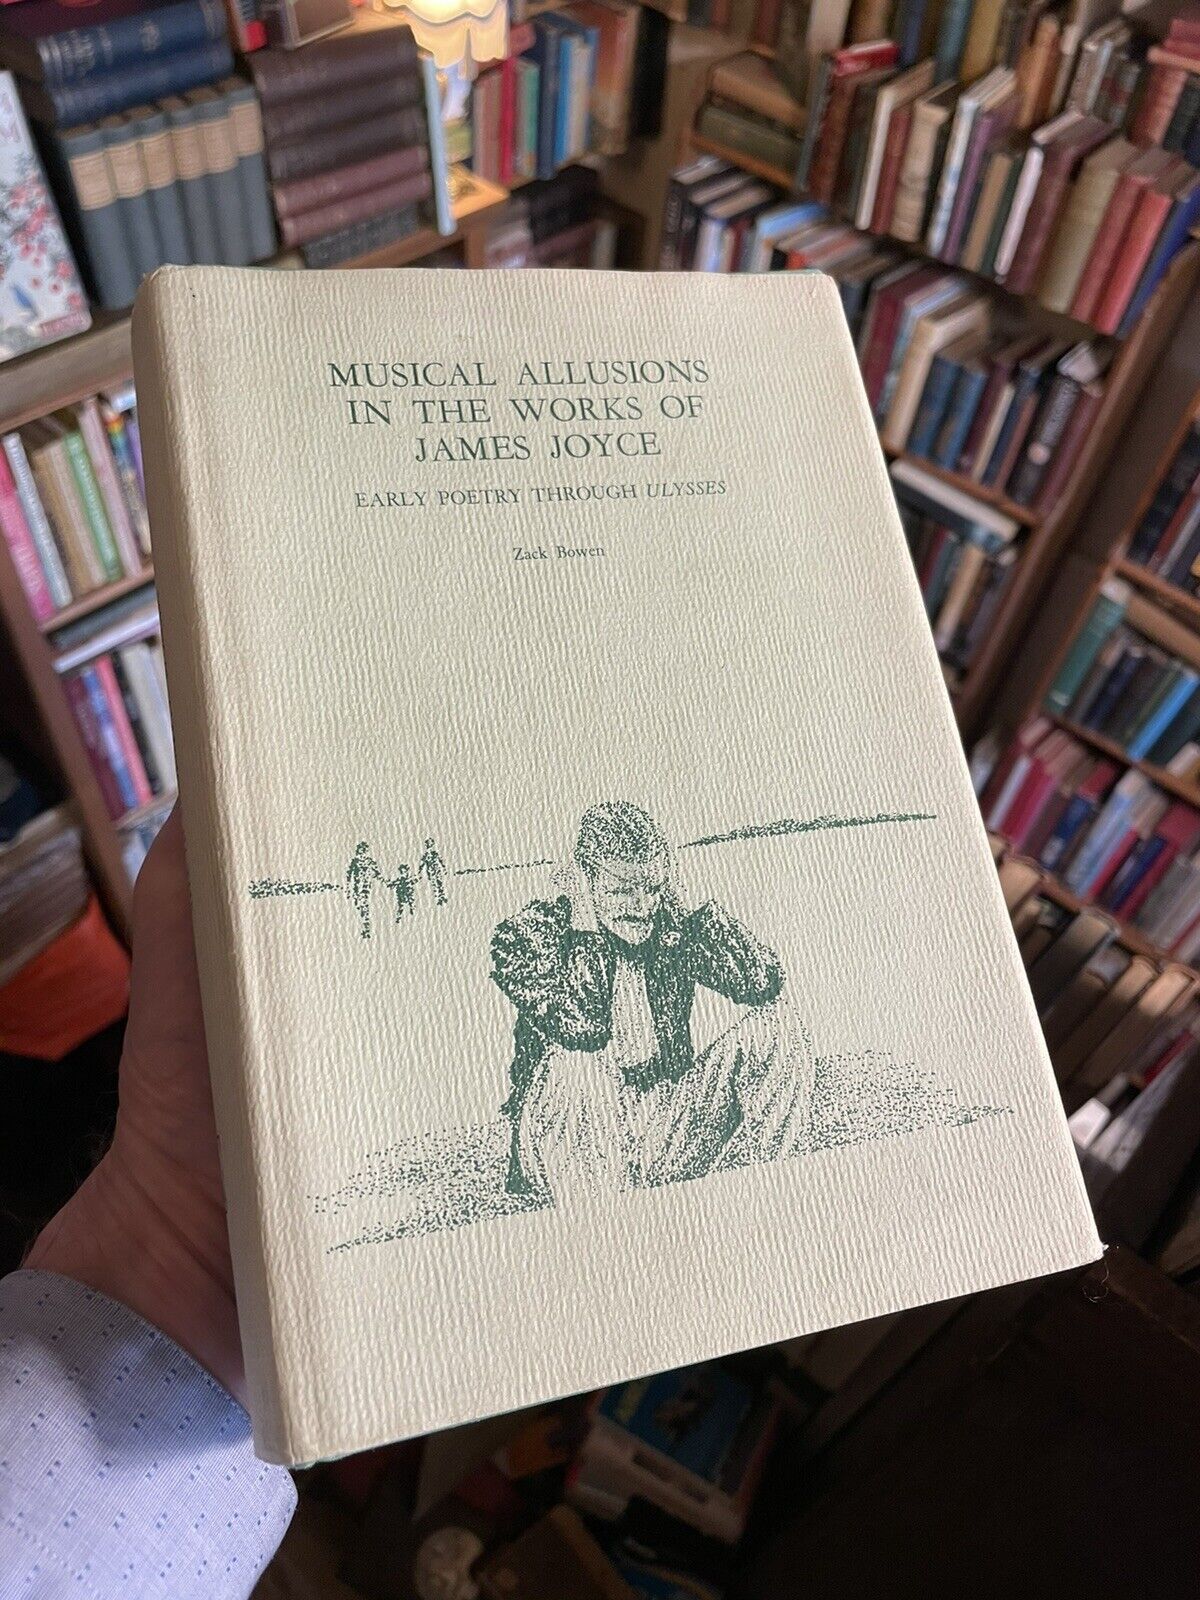 MUSICAL ALLUSIONS
IN THE WORKS OF
JAMES JOYCE
EARLY POETRY THROUGH ULYSSES
Zack Bowen